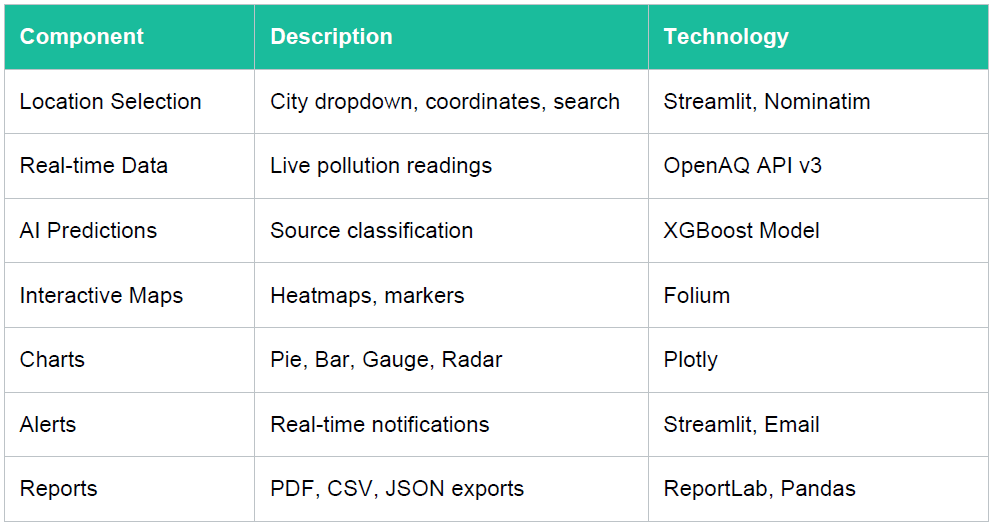 Component Description Technology
Location Selection City dropdown, coordinates, search Streamlit, Nominatim
Real-time Data Live pollution readings OpenAQ API v3
AI Predictions Source classification XGBoost Model
Interactive Maps Heatmaps, markers Folium
Charts Pie, Bar, Gauge, Radar Plotly
Alerts Real-time notifications Streamlit, Email
Reports PDF, CSV, JSON exports ReportLab, Pandas